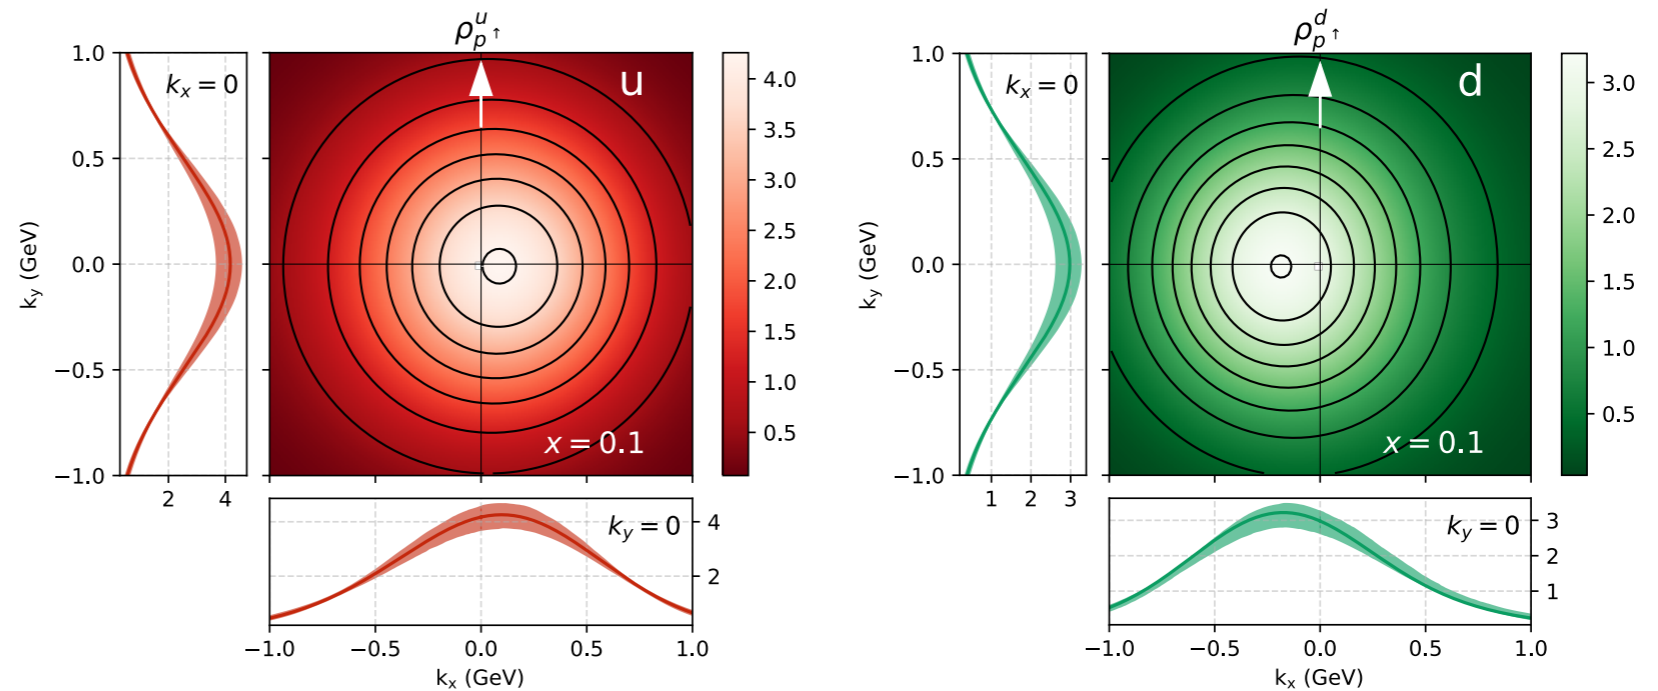 ρ^u_{p↑}
1.0
0.5
0.0
−0.5
−1.0
k_y (GeV)
k_x = 0
2 4
u
x = 0.1
4.0
3.5
3.0
2.5
2.0
1.5
1.0
0.5
k_y = 0
4
2
−1.0 −0.5 0.0 0.5 1.0
k_x (GeV)
ρ^d_{p↑}
1.0
0.5
0.0
−0.5
−1.0
k_y (GeV)
k_x = 0
1 2 3
d
x = 0.1
3.0
2.5
2.0
1.5
1.0
0.5
k_y = 0
3
2
1
−1.0 −0.5 0.0 0.5 1.0
k_x (GeV)